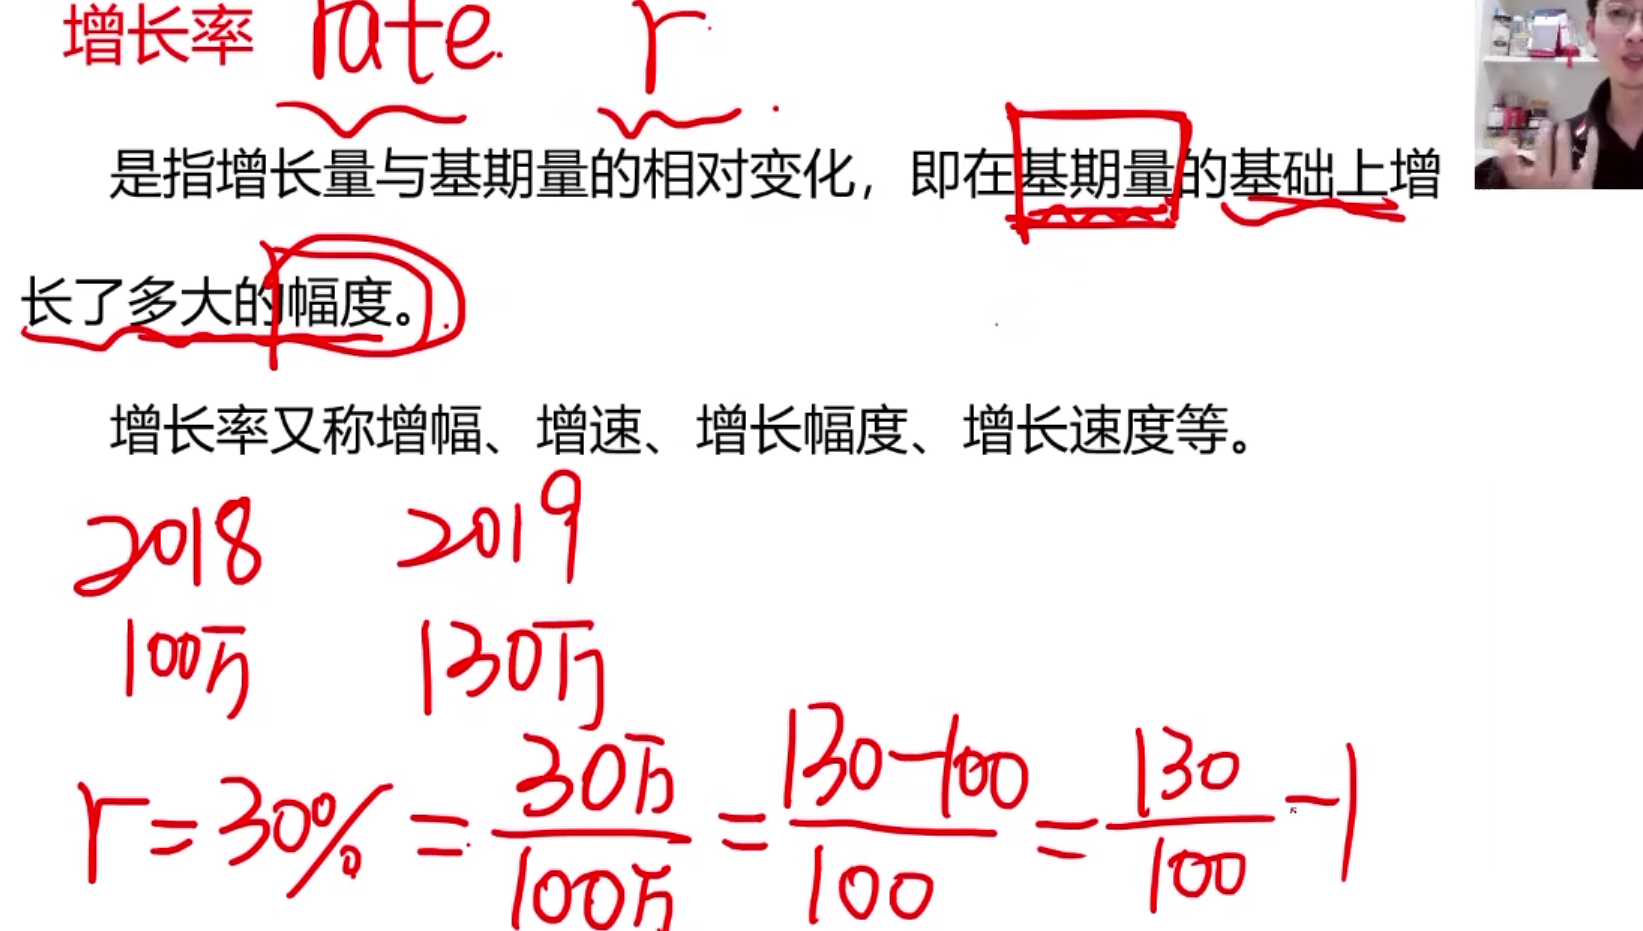 增长率 rate r
是指增长量与基期量的相对变化，即在基期量的基础上增
长了多大的幅度。
增长率又称增幅、增速、增长幅度、增长速度等。
2018 2019
100万 130万
r=30%=30万/100万=130-100/100=130/100-1